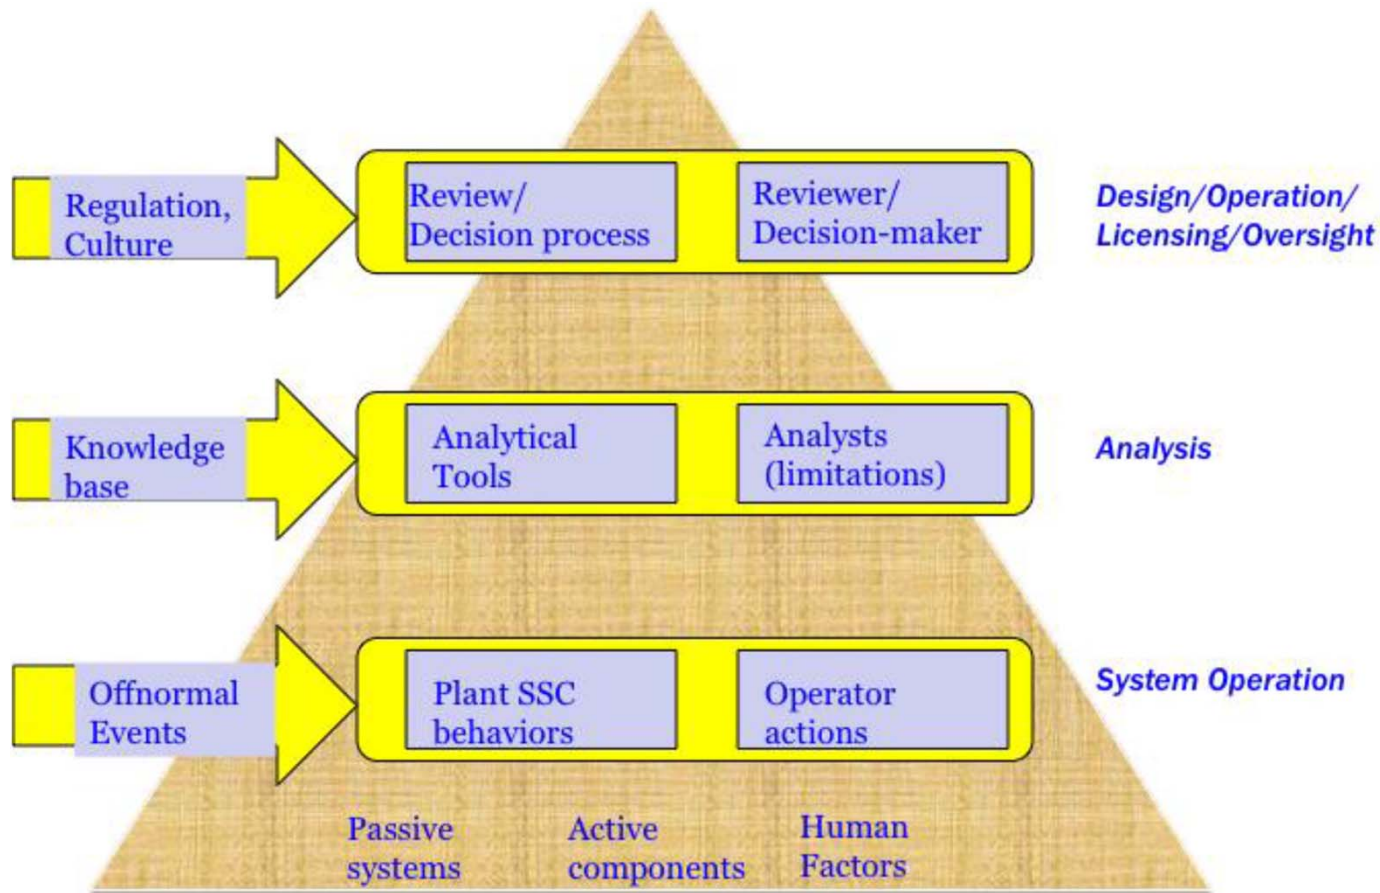 Regulation,
Culture
Review/
Decision process
Reviewer/
Decision-maker
Design/Operation/
Licensing/Oversight
Knowledge
base
Analytical
Tools
Analysts
(limitations)
Analysis
Offnormal
Events
Plant SSC
behaviors
Operator
actions
System Operation
Passive
systems
Active
components
Human
Factors